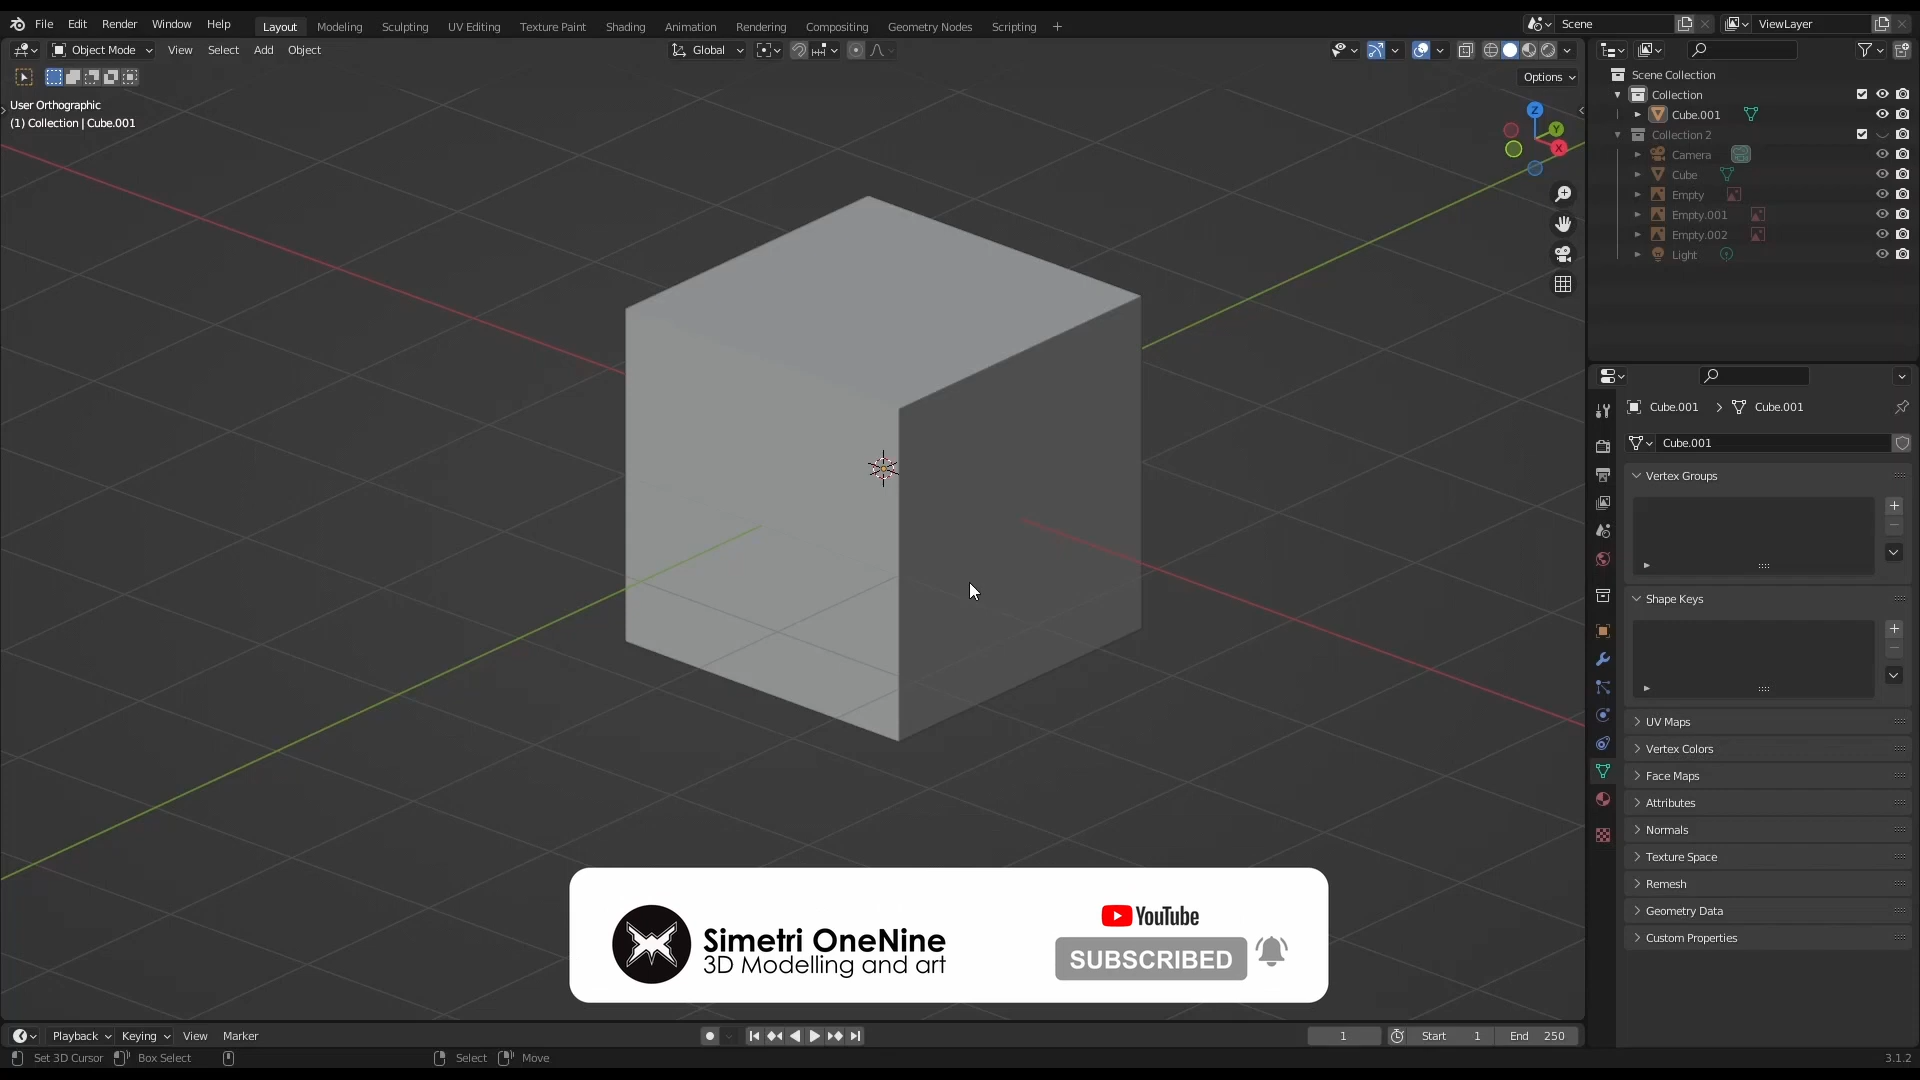 File Edit Render Window Help
Layout Modeling Sculpting UV Editing Texture Paint Shading Animation Rendering Compositing Geometry Nodes Scripting +
Scene
ViewLayer
Object Mode View Select Add Object
Global
Options
User Orthographic
(1) Collection | Cube.001
Z
Y
X
Scene Collection
Collection
Cube.001
Collection 2
Camera
Cube
Empty
Empty.001
Empty.002
Light
Cube.001 > Cube.001
Cube.001
Vertex Groups
Shape Keys
UV Maps
Vertex Colors
Face Maps
Attributes
Normals
Texture Space
Remesh
Geometry Data
Custom Properties
Simetri OneNine
3D Modelling and art
YouTube
SUBSCRIBED
Playback Keying View Marker
1
Start 1
End 250
Set 3D Cursor Box Select Select Move
3.1.2